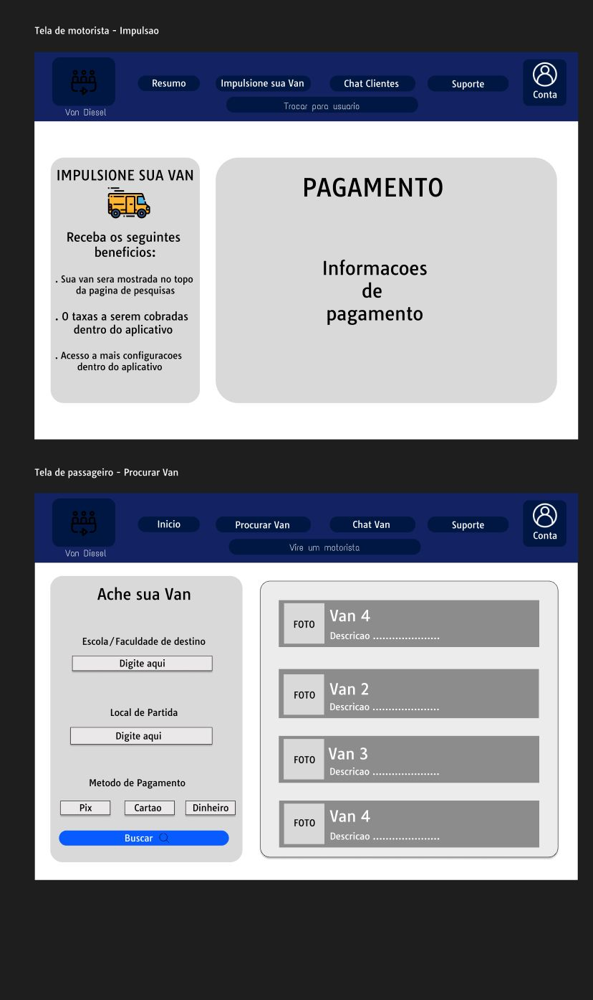 Tela de motorista - Impulsao
Resumo
Impulsione sua Van
Chat Clientes
Suporte
Conta
Van Diesel
Trocar para usuario
IMPULSIONE SUA VAN
Receba os seguintes
beneficios:
. Sua van sera mostrada no topo
da pagina de pesquisas
. 0 taxas a serem cobradas
dentro do aplicativo
. Acesso a mais configuracoes
dentro do aplicativo
PAGAMENTO
Informacoes
de
pagamento
Tela de passageiro - Procurar Van
Inicio
Procurar Van
Chat Van
Suporte
Conta
Van Diesel
Vire um motorista
Ache sua Van
Escola/Faculdade de destino
Digite aqui
Local de Partida
Digite aqui
Metodo de Pagamento
Pix
Cartao
Dinheiro
Buscar
FOTO
Van 4
Descricao .....................
FOTO
Van 2
Descricao .....................
FOTO
Van 3
Descricao .....................
FOTO
Van 4
Descricao .....................